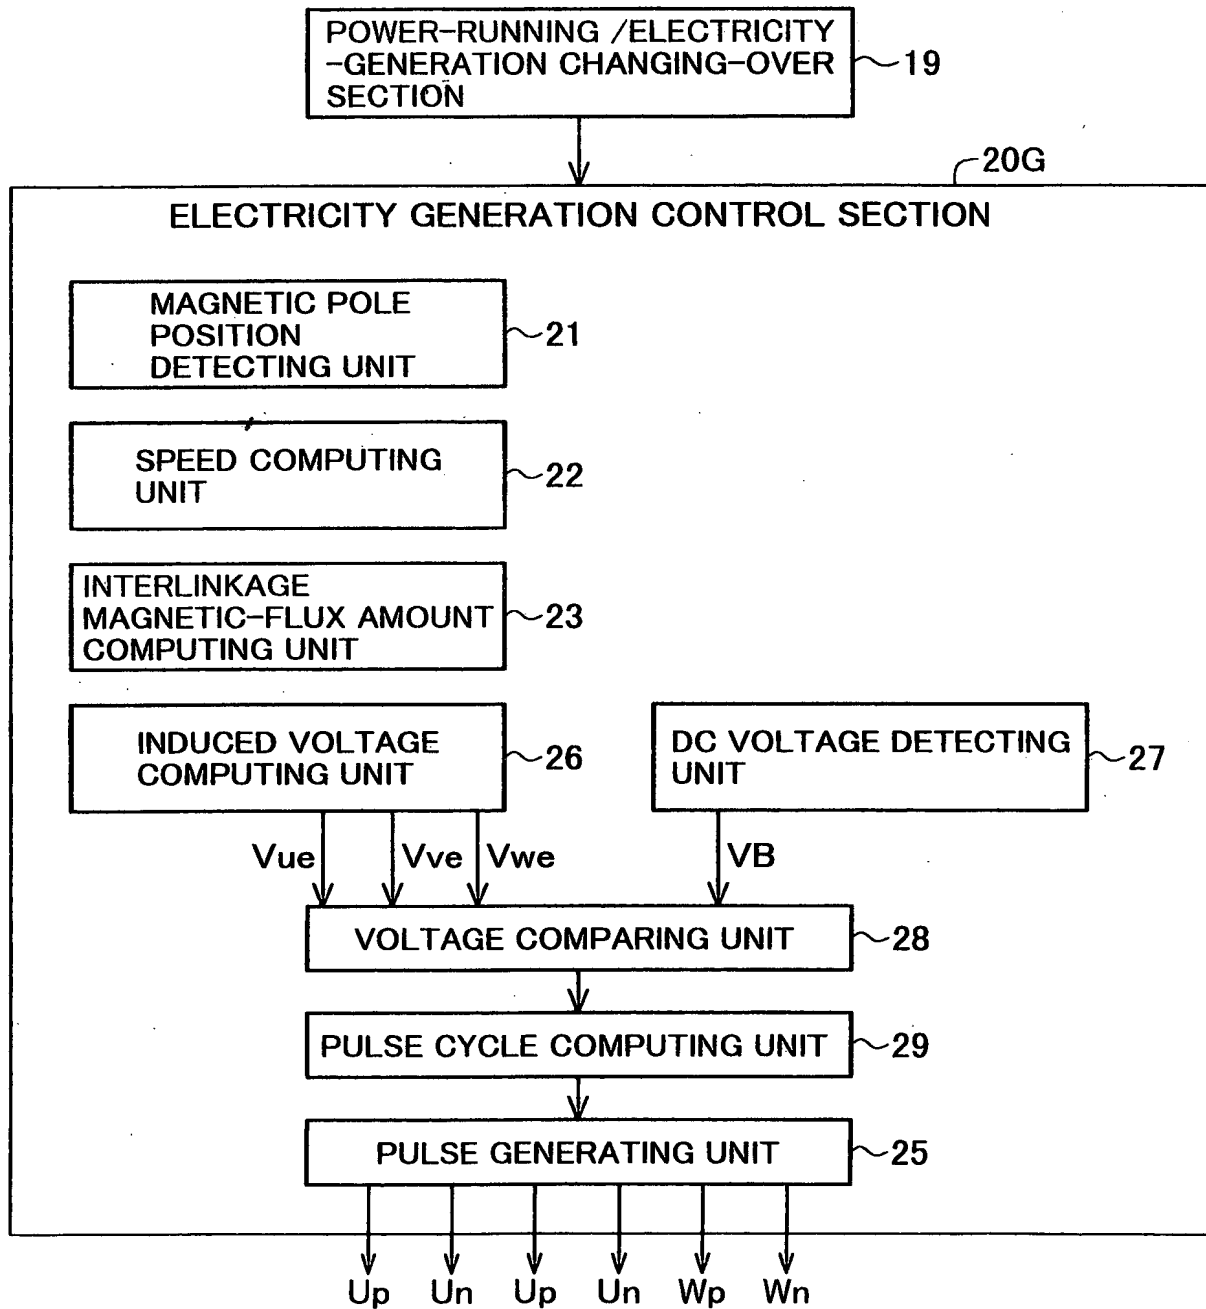 POWER-RUNNING /ELECTRICITY
-GENERATION CHANGING-OVER
SECTION
19
20G
ELECTRICITY GENERATION CONTROL SECTION
MAGNETIC POLE
POSITION
DETECTING UNIT
21
SPEED COMPUTING
UNIT
22
INTERLINKAGE
MAGNETIC-FLUX AMOUNT
COMPUTING UNIT
23
INDUCED VOLTAGE
COMPUTING UNIT
26
DC VOLTAGE DETECTING
UNIT
27
Vue Vve Vwe VB
VOLTAGE COMPARING UNIT
28
PULSE CYCLE COMPUTING UNIT
29
PULSE GENERATING UNIT
25
Up Un Up Un Wp Wn